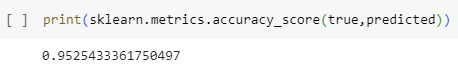 [ ] print(sklearn.metrics.accuracy_score(true,predicted))
0.9525433361750497